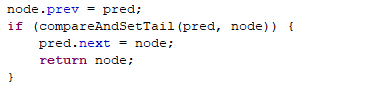 node.prev = pred;
if (compareAndSetTail(pred, node)) {
    pred.next = node;
    return node;
}